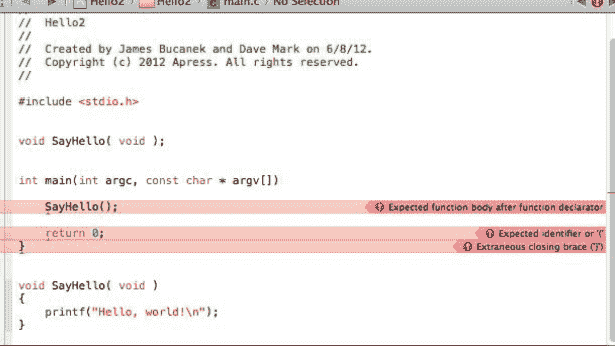 Hello2 Hello2 main.c No Selection
// Hello2
//
// Created by James Bucanek and Dave Mark on 6/8/12.
// Copyright (c) 2012 Apress. All rights reserved.
//
#include <stdio.h>
void SayHello( void );
int main(int argc, const char * argv[])
SayHello(); Expected function body after function declarator
return 0; Expected identifier or '('
} Extraneous closing brace ('}')
void SayHello( void )
{
printf("Hello, world!\n");
}